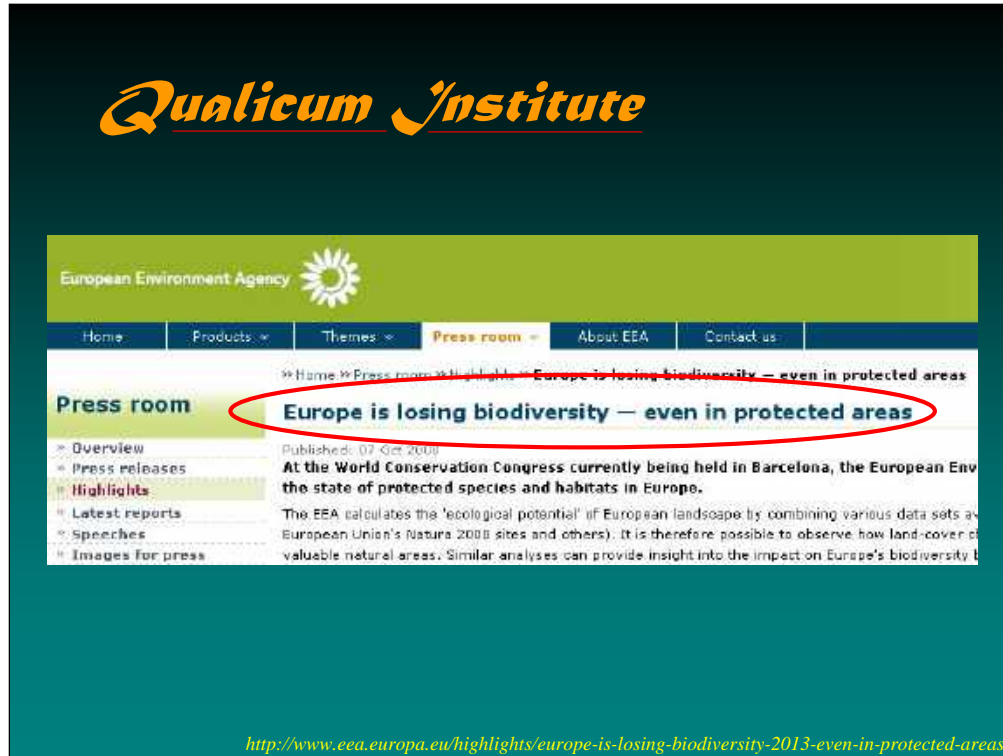 Qualicum Institute
European Environment Agency
Home Products Themes Press room About EEA Contact us
»Home »Press room »Highlights »Europe is losing biodiversity — even in protected areas
Press room
Europe is losing biodiversity — even in protected areas
» Overview
» Press releases
» Highlights
» Latest reports
» Speeches
» Images for press
Published: 07 Oct 2008
At the World Conservation Congress currently being held in Barcelona, the European Env
the state of protected species and habitats in Europe.
The EEA calculates the 'ecological potential' of European landscape by combining various data sets av
European Union's Natura 2000 sites and others). It is therefore possible to observe how land-cover c
valuable natural areas. Similar analyses can provide insight into the impact on Europe's biodiversity b
http://www.eea.europa.eu/highlights/europe-is-losing-biodiversity-2013-even-in-protected-areas